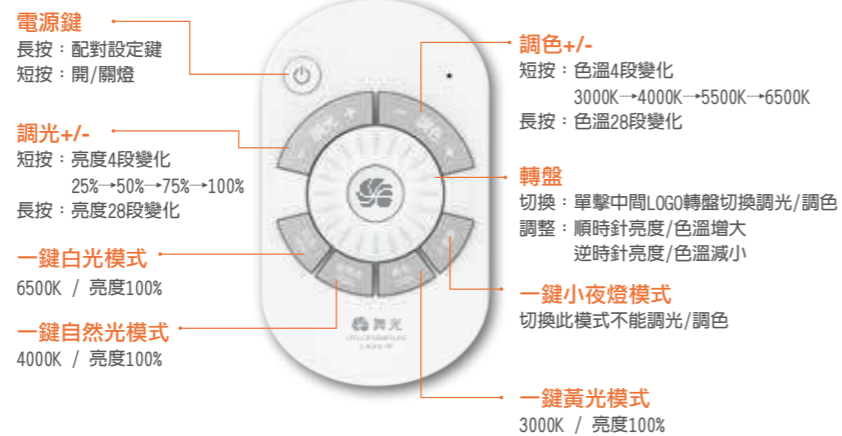 電源鍵
長按：配對設定鍵
短按：開/關燈
調光+/-
短按：亮度4段變化
25%→50%→75%→100%
長按：亮度28段變化
一鍵白光模式
6500K / 亮度100%
一鍵自然光模式
4000K / 亮度100%
調色+/-
短按：色溫4段變化
3000K→4000K→5500K→6500K
長按：色溫28段變化
轉盤
切換：單擊中間LOGO轉盤切換調光/調色
調整：順時針亮度/色溫增大
逆時針亮度/色溫減小
一鍵小夜燈模式
切換此模式不能調光/調色
一鍵黃光模式
3000K / 亮度100%
舞光